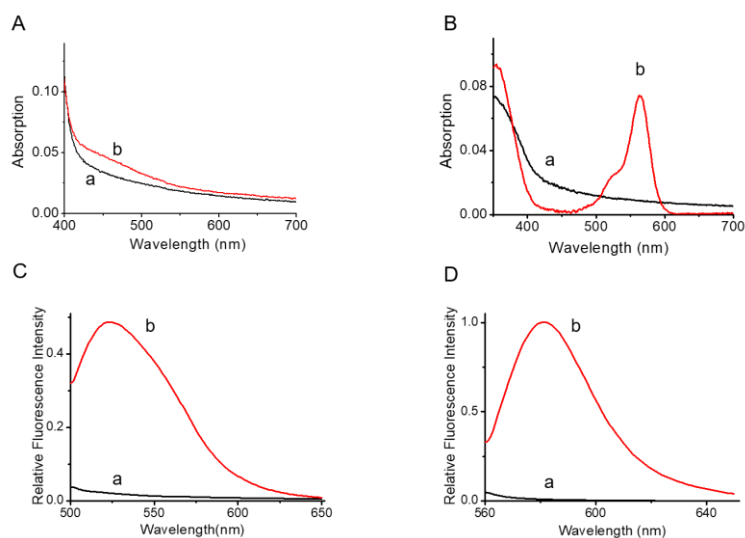 A
Absorption
0.10
0.05
0.00
b
a
400 500 600 700
Wavelength (nm)
B
Absorption
0.08
0.04
0.00
b
a
400 500 600 700
Wavelength (nm)
C
Relative Fluorescence Intensity
0.4
0.2
0.0
b
a
500 550 600 650
Wavelength(nm)
D
Relative Fluorescence Intensity
1.0
0.5
0.0
b
a
560 600 640
Wavelength (nm)